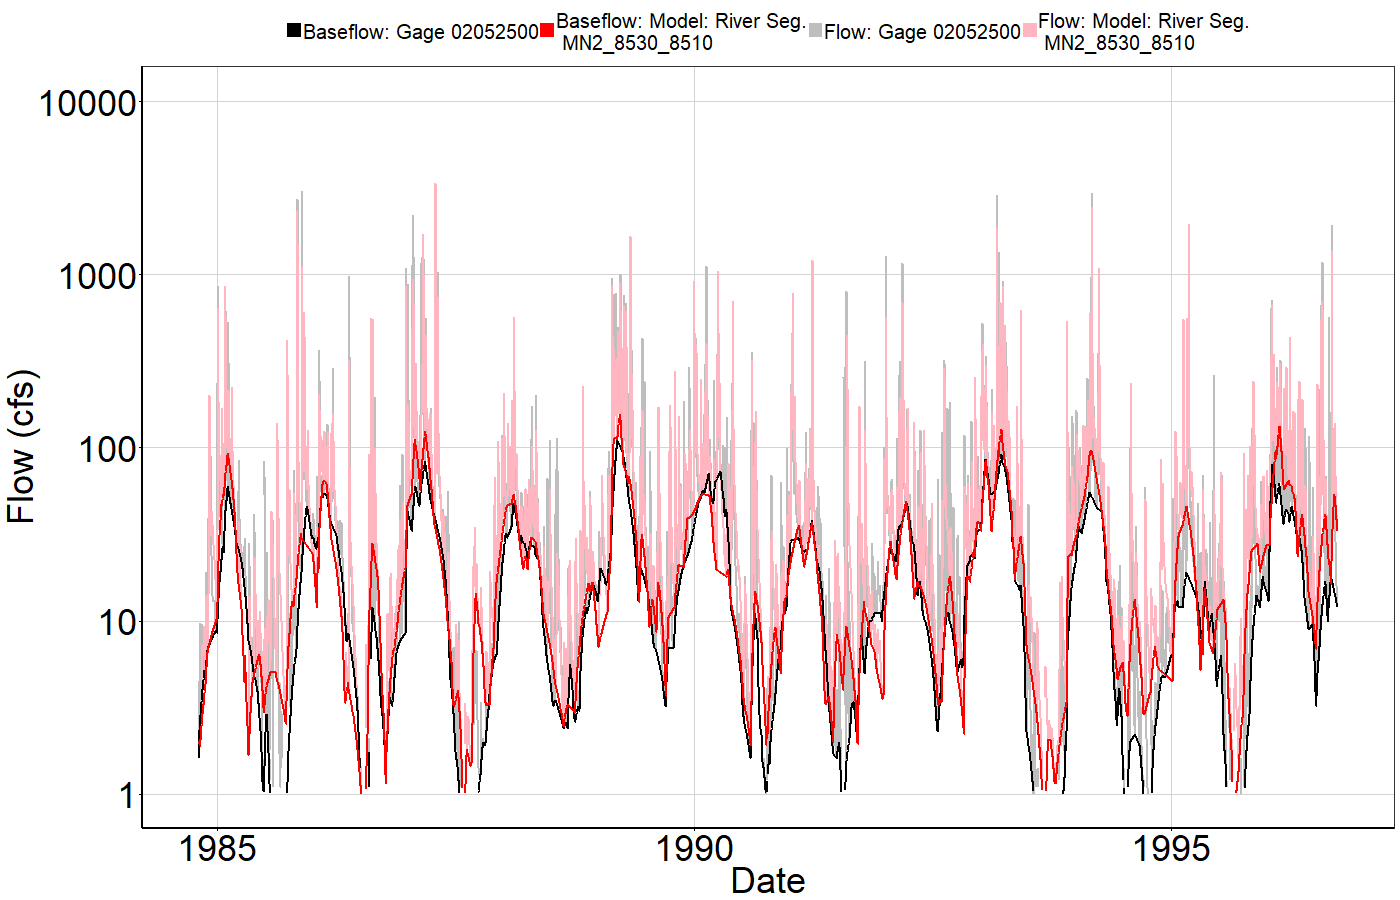 Baseflow: Gage 02052500
Baseflow: Model: River Seg.
MN2_8530_8510
Flow: Gage 02052500
Flow: Model: River Seg.
MN2_8530_8510
Flow (cfs)
10000
1000
100
10
1
1985
1990
1995
Date